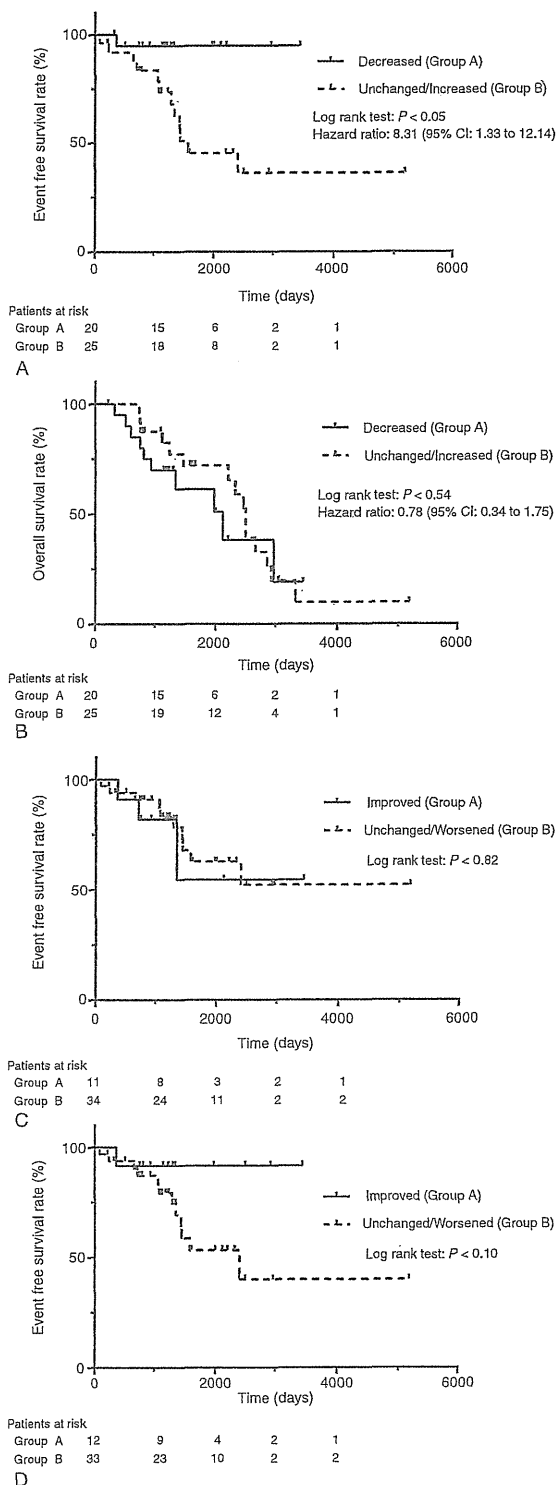 100
50
0
Event free survival rate (%)
Decreased (Group A)
Unchanged/Increased (Group B)
Log rank test: P < 0.05
Hazard ratio: 8.31 (95% CI: 1.33 to 12.14)
0 2000 4000 6000
Time (days)
Patients at risk
Group A 20 15 6 2 1
Group B 25 18 8 2 1
A
100
50
0
Overall survival rate (%)
Decreased (Group A)
Unchanged/Increased (Group B)
Log rank test: P < 0.54
Hazard ratio: 0.78 (95% CI: 0.34 to 1.75)
0 2000 4000 6000
Time (days)
Patients at risk
Group A 20 15 6 2 1
Group B 25 19 12 4 1
B
100
50
0
Event free survival rate (%)
Improved (Group A)
Unchanged/Worsened (Group B)
Log rank test: P < 0.82
0 2000 4000 6000
Time (days)
Patients at risk
Group A 11 8 3 2 1
Group B 34 24 11 2 2
C
100
50
0
Event free survival rate (%)
Improved (Group A)
Unchanged/Worsened (Group B)
Log rank test: P < 0.10
0 2000 4000 6000
Time (days)
Patients at risk
Group A 12 9 4 2 1
Group B 33 23 10 2 2
D